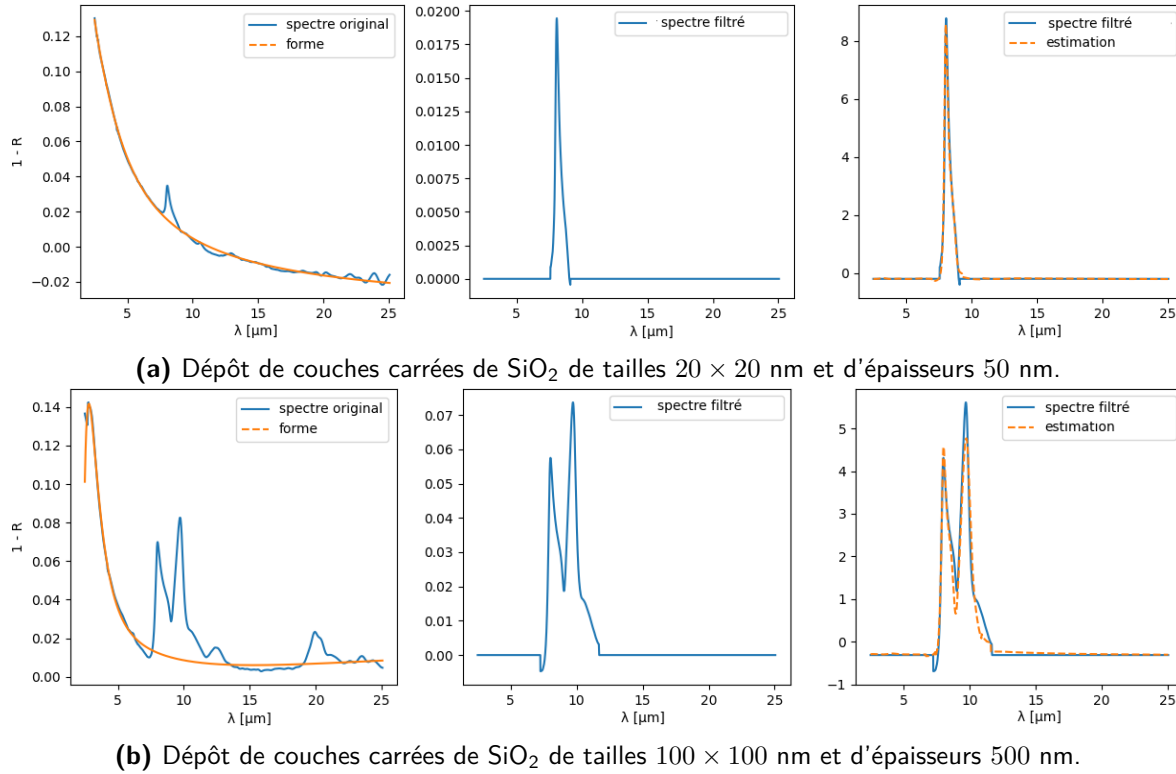 spectre original
forme
0.12
0.10
0.08
0.06
0.04
0.02
0.00
−0.02
1 - R
5 10 15 20 25
λ [µm]
spectre filtré
0.0200
0.0175
0.0150
0.0125
0.0100
0.0075
0.0050
0.0025
0.0000
5 10 15 20 25
λ [µm]
spectre filtré
estimation
8
6
4
2
0
5 10 15 20 25
λ [µm]
(a) Dépôt de couches carrées de SiO₂ de tailles 20 × 20 nm et d'épaisseurs 50 nm.
spectre original
forme
0.14
0.12
0.10
0.08
0.06
0.04
0.02
0.00
1 - R
5 10 15 20 25
λ [µm]
spectre filtré
0.07
0.06
0.05
0.04
0.03
0.02
0.01
0.00
5 10 15 20 25
λ [µm]
spectre filtré
estimation
5
4
3
2
1
0
−1
5 10 15 20 25
λ [µm]
(b) Dépôt de couches carrées de SiO₂ de tailles 100 × 100 nm et d'épaisseurs 500 nm.